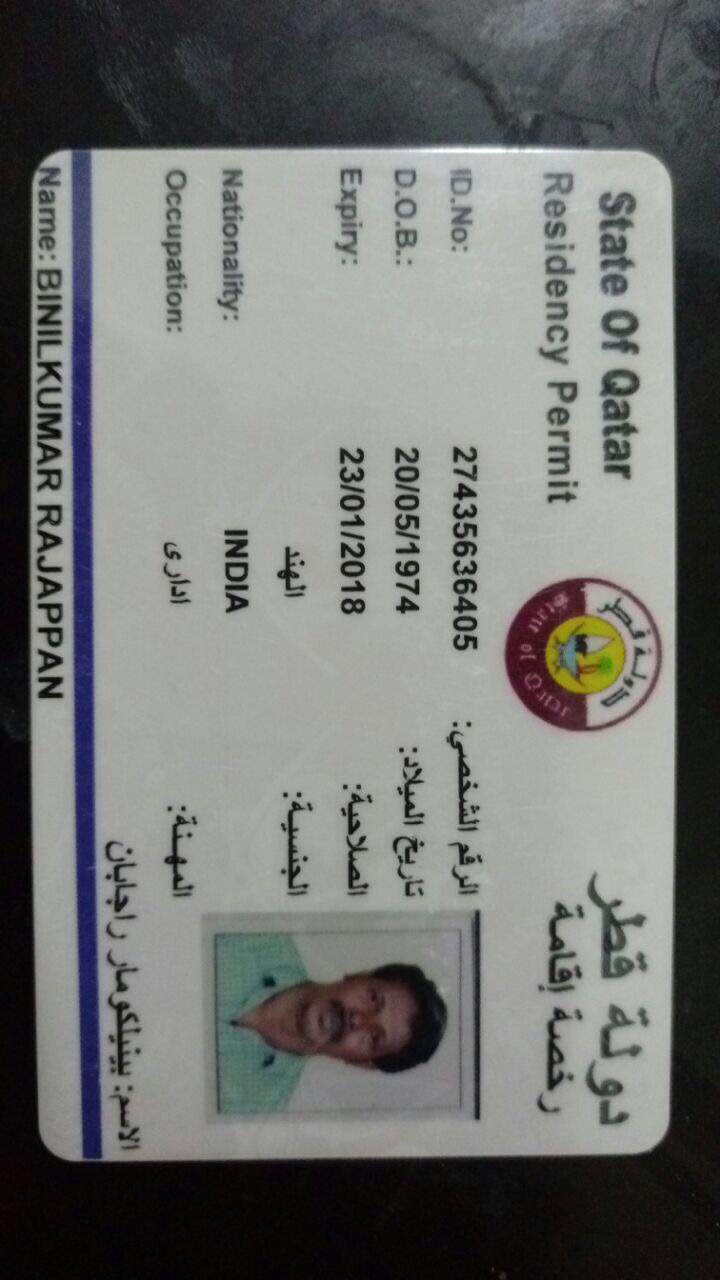 State Of Qatar
دولة قطر
Residency Permit
رخصة إقامة
دولة قطر
State of Qatar
ID.No: 27435636405 الرقم الشخصي:
D.O.B.: 20/05/1974 تاريخ الميلاد:
Expiry: 23/01/2018 الصلاحية:
الهند الجنسية:
Nationality: INDIA
Occupation: ادارى المهنة:
الاسم: بينيلكومار راجابان
Name: BINILKUMAR RAJAPPAN